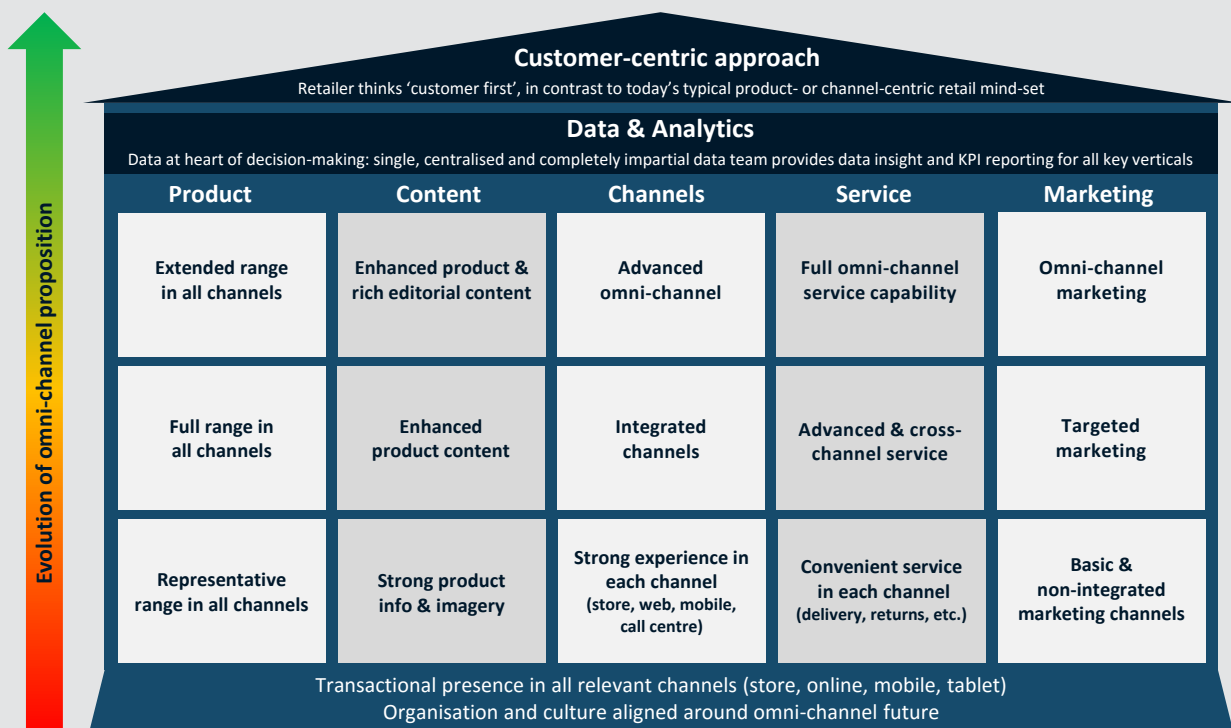 Customer-centric approach
Retailer thinks ‘customer first’, in contrast to today’s typical product- or channel-centric retail mind-set
Data & Analytics
Data at heart of decision-making: single, centralised and completely impartial data team provides data insight and KPI reporting for all key verticals
Evolution of omni-channel proposition
Product
Content
Channels
Service
Marketing
Extended range
in all channels
Enhanced product &
rich editorial content
Advanced
omni-channel
Full omni-channel
service capability
Omni-channel
marketing
Full range in
all channels
Enhanced
product content
Integrated
channels
Advanced & cross-
channel service
Targeted
marketing
Representative
range in all channels
Strong product
info & imagery
Strong experience in
each channel
(store, web, mobile,
call centre)
Convenient service
in each channel
(delivery, returns, etc.)
Basic &
non-integrated
marketing channels
Transactional presence in all relevant channels (store, online, mobile, tablet)
Organisation and culture aligned around omni-channel future